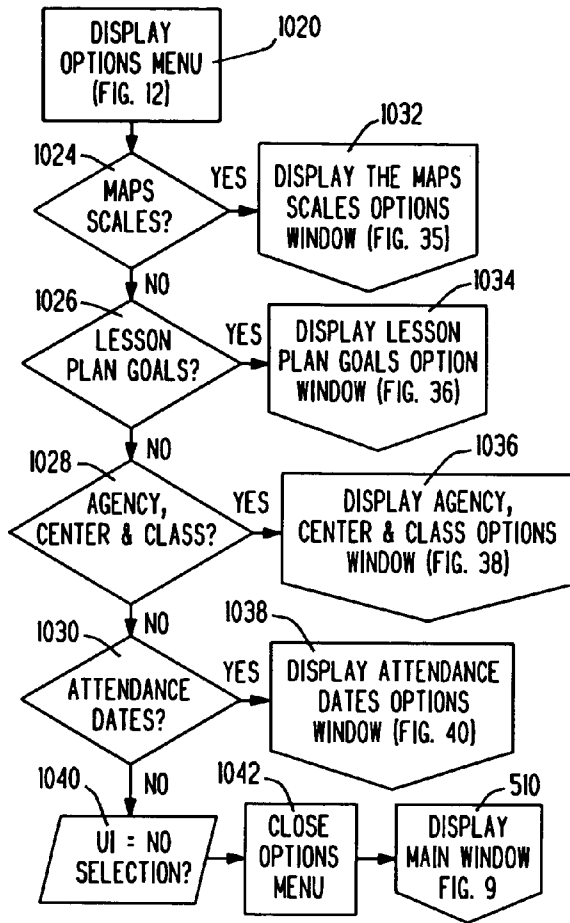 DISPLAY
OPTIONS MENU
(FIG. 12)
1020
1024
MAPS
SCALES?
YES
1032
DISPLAY THE MAPS
SCALES OPTIONS
WINDOW (FIG. 35)
NO
1026
LESSON
PLAN GOALS?
YES
1034
DISPLAY LESSON
PLAN GOALS OPTION
WINDOW (FIG. 36)
NO
1028
AGENCY,
CENTER & CLASS?
YES
1036
DISPLAY AGENCY,
CENTER & CLASS OPTIONS
WINDOW (FIG. 38)
NO
1030
ATTENDANCE
DATES?
YES
1038
DISPLAY ATTENDANCE
DATES OPTIONS
WINDOW (FIG. 40)
NO
1040
UI = NO
SELECTION?
1042
CLOSE
OPTIONS
MENU
510
DISPLAY
MAIN WINDOW
FIG. 9